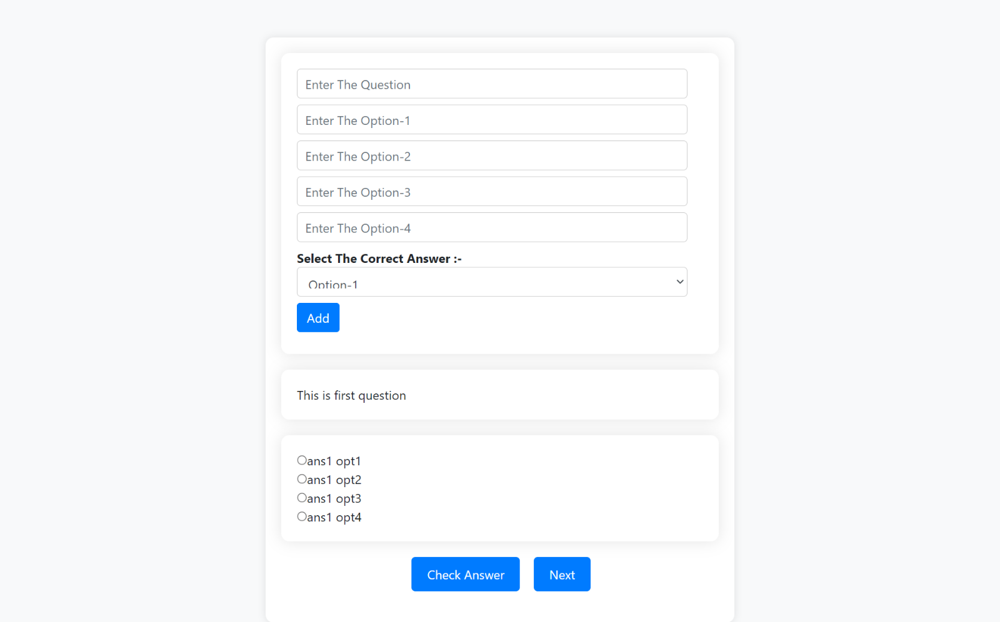 Enter The Question
Enter The Option-1
Enter The Option-2
Enter The Option-3
Enter The Option-4
Select The Correct Answer :-
Option-1
Add
This is first question
ans1 opt1
ans1 opt2
ans1 opt3
ans1 opt4
Check Answer Next